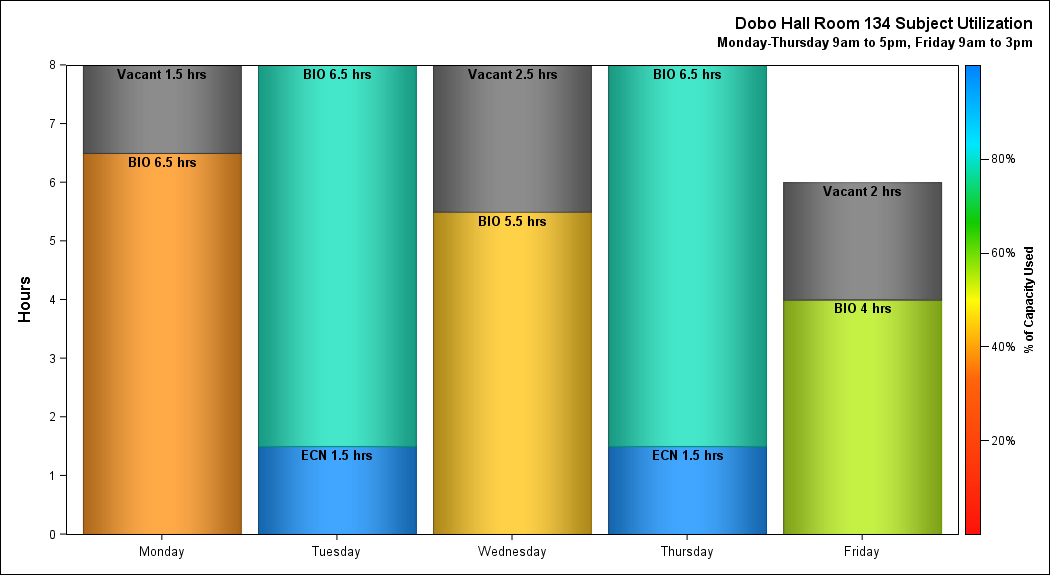 Dobo Hall Room 134 Subject Utilization
Monday-Thursday 9am to 5pm, Friday 9am to 3pm
Hours
8
7
6
5
4
3
2
1
0
Vacant 1.5 hrs
BIO 6.5 hrs
BIO 6.5 hrs
ECN 1.5 hrs
Vacant 2.5 hrs
BIO 5.5 hrs
BIO 6.5 hrs
ECN 1.5 hrs
Vacant 2 hrs
BIO 4 hrs
Monday
Tuesday
Wednesday
Thursday
Friday
80%
60%
40%
20%
% of Capacity Used